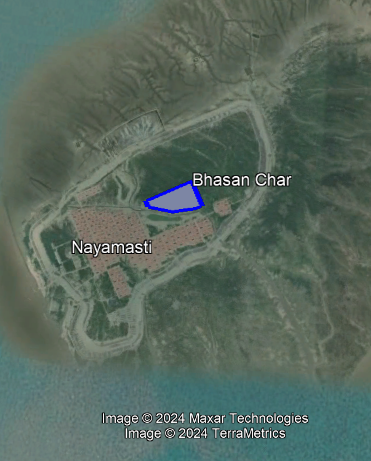 Bhasan Char
Nayamasti
Image © 2024 Maxar Technologies
Image © 2024 TerraMetrics